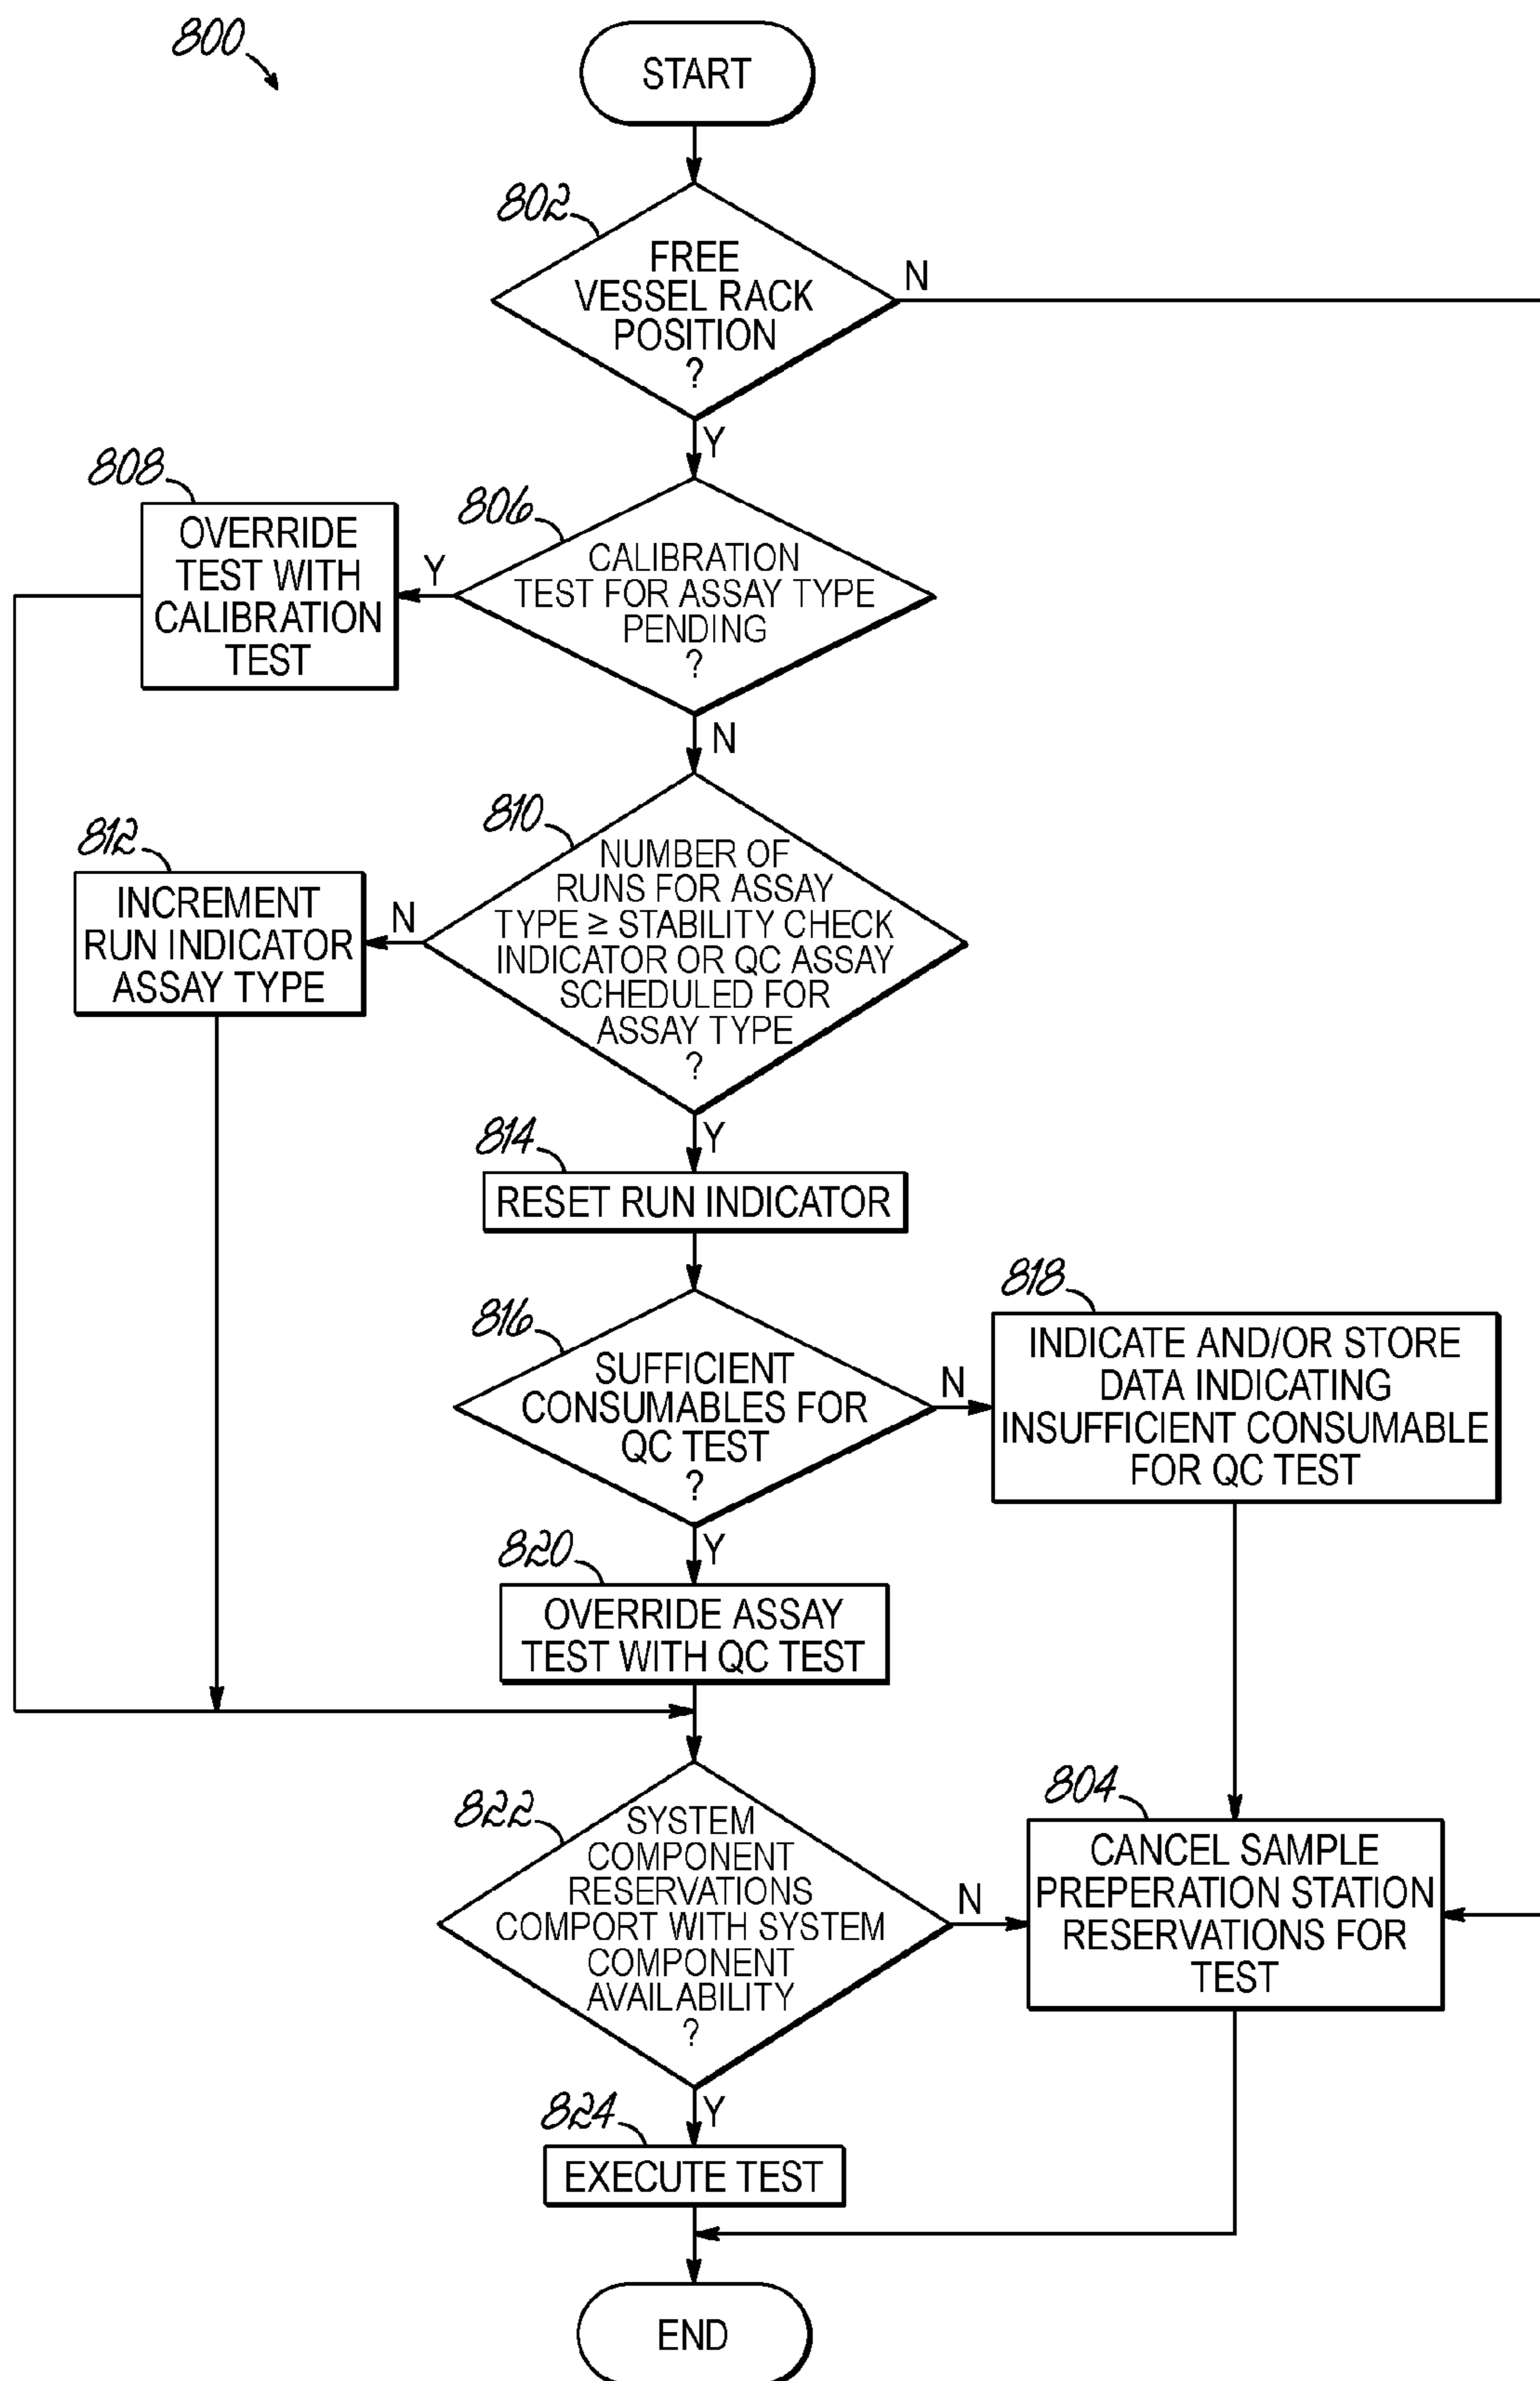 800
START
802
FREE
VESSEL RACK
POSITION
?
N
Y
808
OVERRIDE
TEST WITH
CALIBRATION
TEST
Y
806
CALIBRATION
TEST FOR ASSAY TYPE
PENDING
?
N
812
INCREMENT
RUN INDICATOR
ASSAY TYPE
N
810
NUMBER OF
RUNS FOR ASSAY
TYPE ≥ STABILITY CHECK
INDICATOR OR QC ASSAY
SCHEDULED FOR
ASSAY TYPE
?
Y
814
RESET RUN INDICATOR
816
SUFFICIENT
CONSUMABLES FOR
QC TEST
?
N
818
INDICATE AND/OR STORE
DATA INDICATING
INSUFFICIENT CONSUMABLE
FOR QC TEST
Y
820
OVERRIDE ASSAY
TEST WITH QC TEST
822
SYSTEM
COMPONENT
RESERVATIONS
COMPORT WITH SYSTEM
COMPONENT
AVAILABILITY
?
N
804
CANCEL SAMPLE
PREPERATION STATION
RESERVATIONS FOR
TEST
Y
824
EXECUTE TEST
END